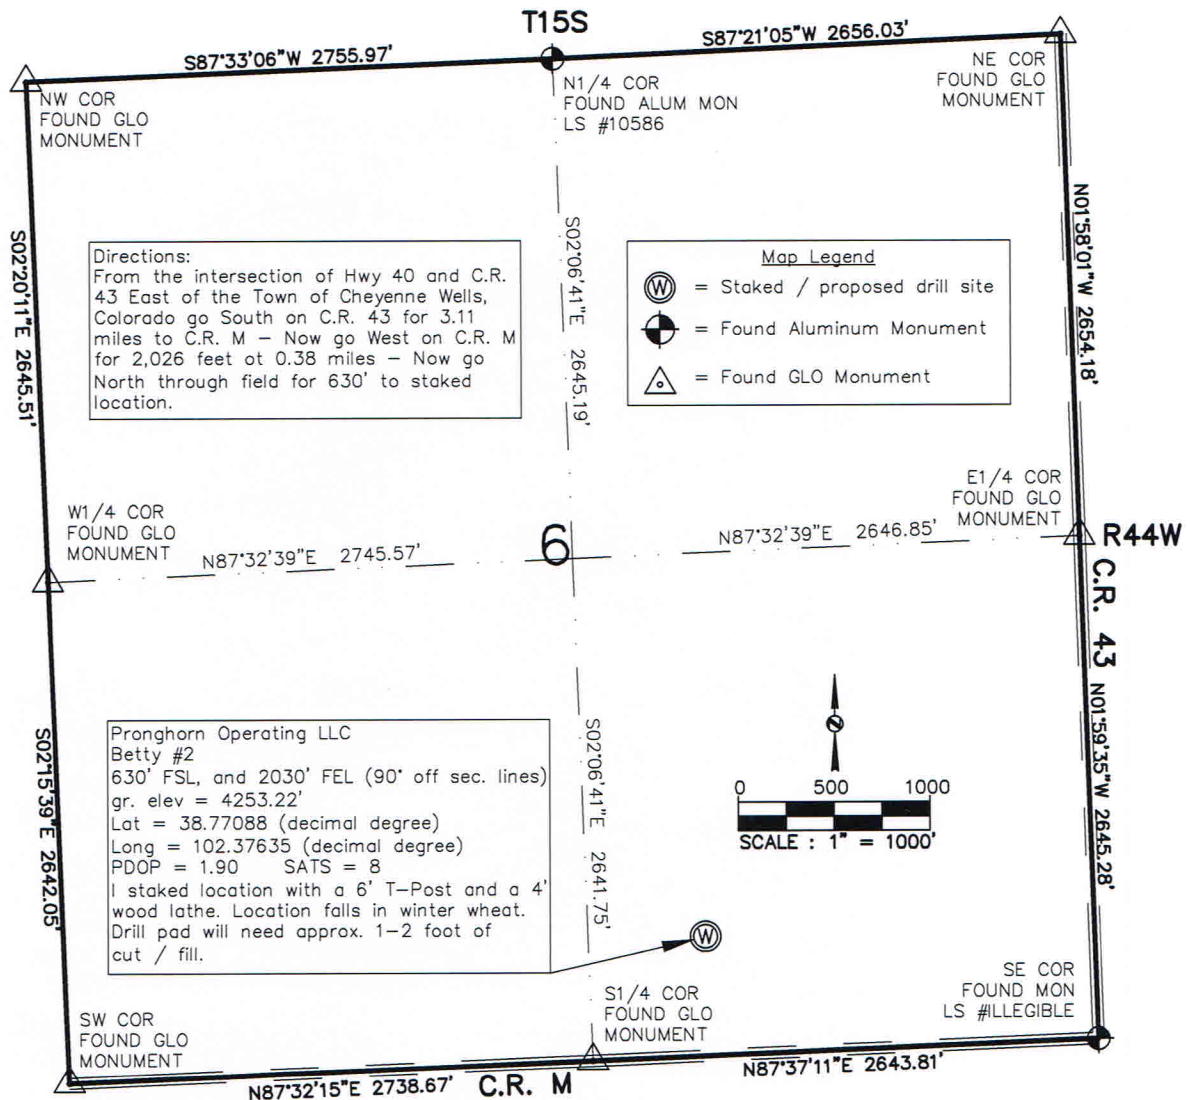 T15S
S87°33'06"W 2755.97'
S87°21'05"W 2656.03'
NW COR
FOUND GLO
MONUMENT
N1/4 COR
FOUND ALUM MON
LS #10586
NE COR
FOUND GLO
MONUMENT
S02°20'11"E 2645.51'
S02°06'41"E 2645.19'
N01°58'01"W 2654.18'
Directions:
From the intersection of Hwy 40 and C.R.
43 East of the Town of Cheyenne Wells,
Colorado go South on C.R. 43 for 3.11
miles to C.R. M – Now go West on C.R. M
for 2,026 feet ot 0.38 miles – Now go
North through field for 630' to staked
location.
Map Legend
W = Staked / proposed drill site
= Found Aluminum Monument
= Found GLO Monument
W1/4 COR
FOUND GLO
MONUMENT
E1/4 COR
FOUND GLO
MONUMENT
N87°32'39"E 2745.57'
6
N87°32'39"E 2646.85'
R44W
C.R. 43
S02°15'39"E 2642.05'
S02°06'41"E 2641.75'
N01°59'35"W 2645.28'
Pronghorn Operating LLC
Betty #2
630' FSL, and 2030' FEL (90° off sec. lines)
gr. elev = 4253.22'
Lat = 38.77088 (decimal degree)
Long = 102.37635 (decimal degree)
PDOP = 1.90 SATS = 8
I staked location with a 6' T-Post and a 4'
wood lathe. Location falls in winter wheat.
Drill pad will need approx. 1–2 foot of
cut / fill.
N
0 500 1000
SCALE : 1" = 1000'
W
SW COR
FOUND GLO
MONUMENT
S1/4 COR
FOUND GLO
MONUMENT
SE COR
FOUND MON
LS #ILLEGIBLE
N87°32'15"E 2738.67'
C.R. M
N87°37'11"E 2643.81'